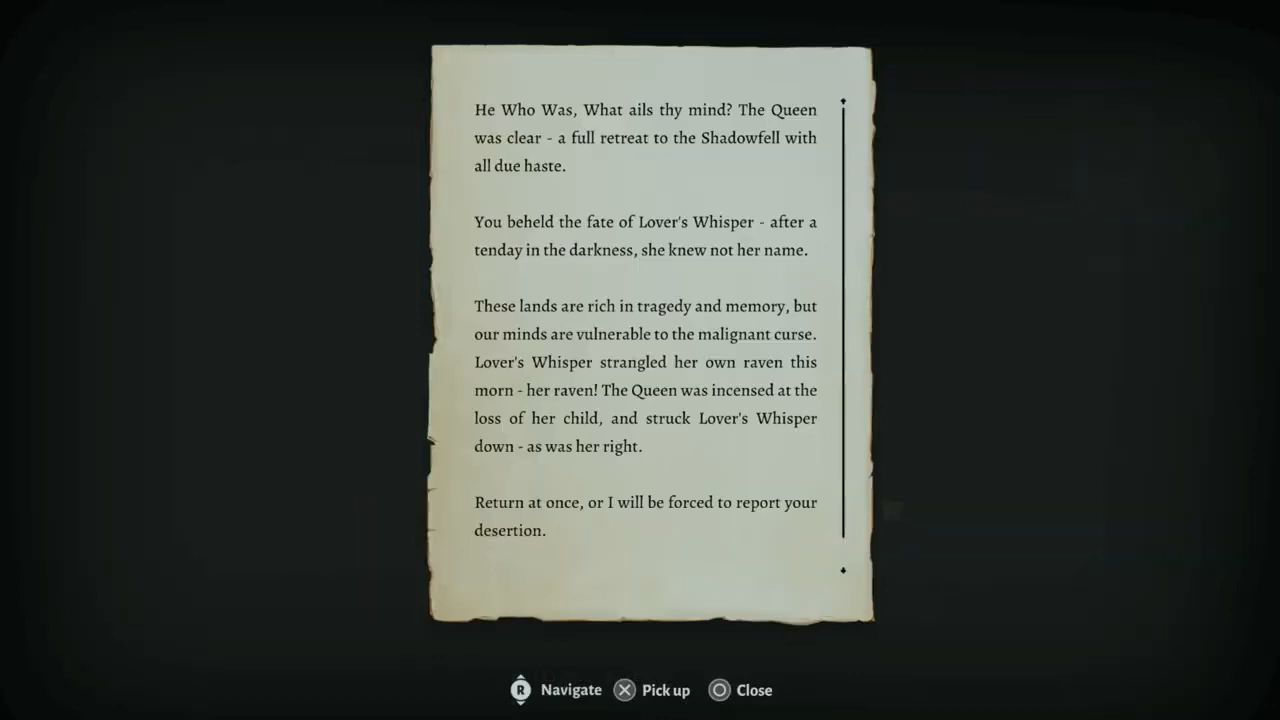 He Who Was, What ails thy mind? The Queen
was clear - a full retreat to the Shadowfell with
all due haste.
You beheld the fate of Lover's Whisper - after a
tenday in the darkness, she knew not her name.
These lands are rich in tragedy and memory, but
our minds are vulnerable to the malignant curse.
Lover's Whisper strangled her own raven this
morn - her raven! The Queen was incensed at the
loss of her child, and struck Lover's Whisper
down - as was her right.
Return at once, or I will be forced to report your
desertion.
R Navigate Pick up Close